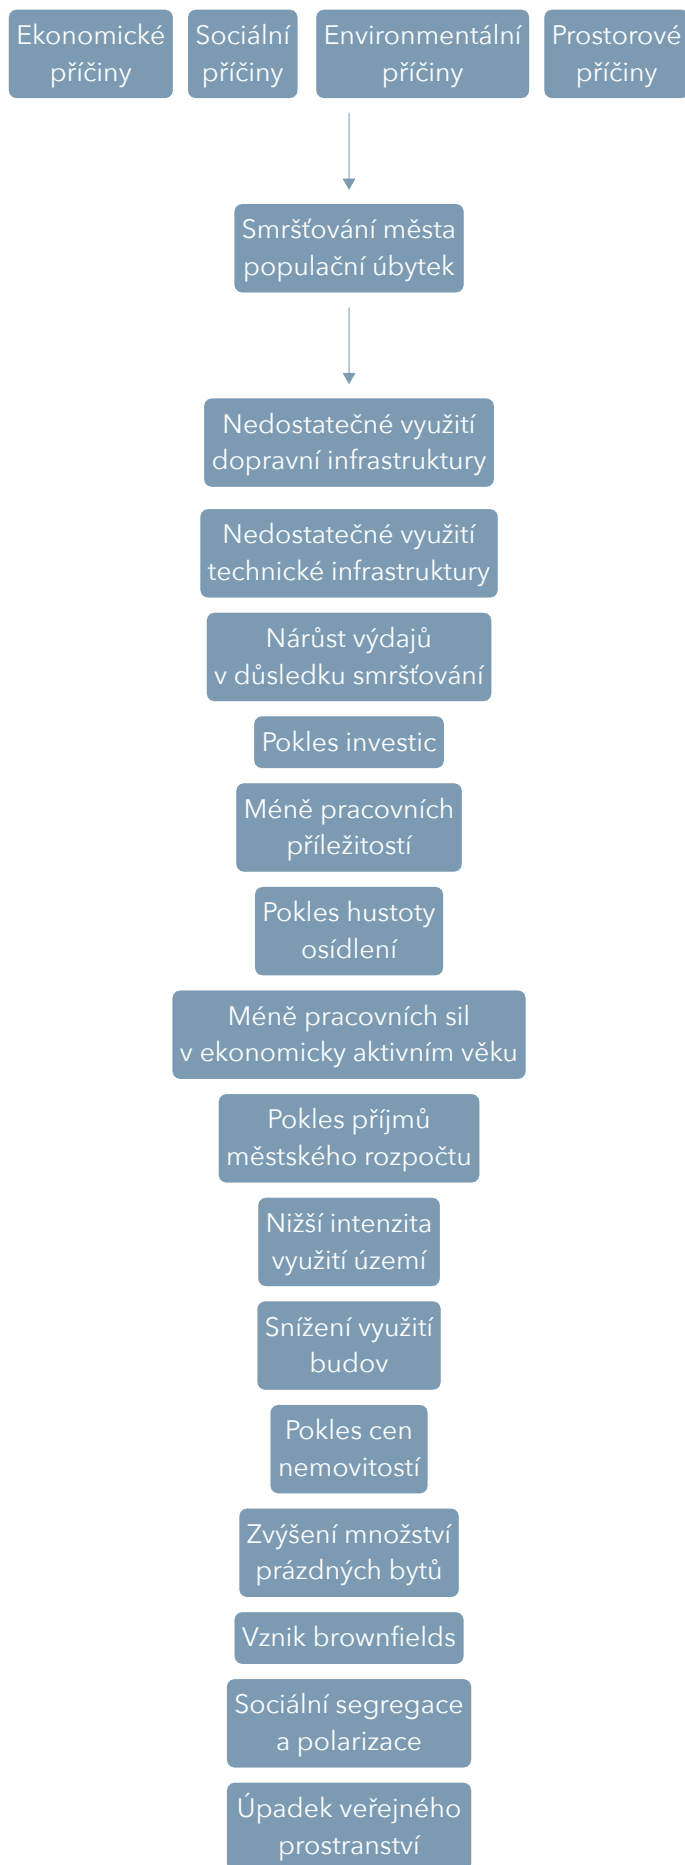 Ekonomické
příčiny
Sociální
příčiny
Environmentální
příčiny
Prostorové
příčiny
Smršťování města
populační úbytek
Nedostatečné využití
dopravní infrastruktury
Nedostatečné využití
technické infrastruktury
Nárůst výdajů
v důsledku smršťování
Pokles investic
Méně pracovních
příležitostí
Pokles hustoty
osídlení
Méně pracovních sil
v ekonomicky aktivním věku
Pokles příjmů
městského rozpočtu
Nižší intenzita
využití území
Snížení využití
budov
Pokles cen
nemovitostí
Zvýšení množství
prázdných bytů
Vznik brownfields
Sociální segregace
a polarizace
Úpadek veřejného
prostranství